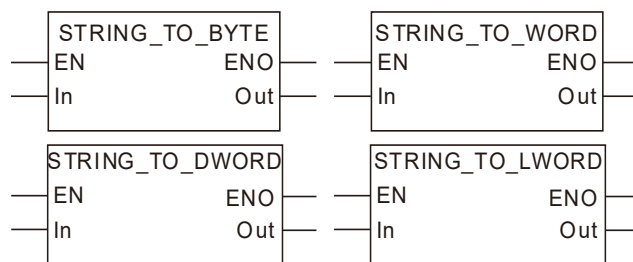 STRING_TO_BYTE
EN ENO
In Out
STRING_TO_WORD
EN ENO
In Out
STRING_TO_DWORD
EN ENO
In Out
STRING_TO_LWORD
EN ENO
In Out